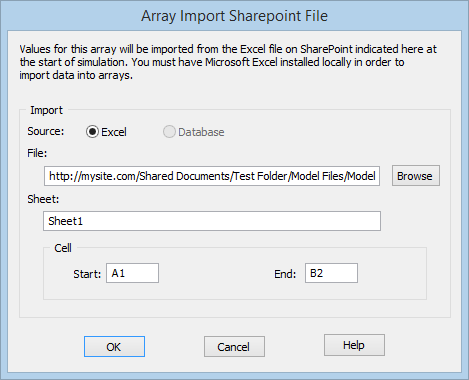 Array Import Sharepoint File
Values for this array will be imported from the Excel file on SharePoint indicated here at
the start of simulation. You must have Microsoft Excel installed locally in order to
import data into arrays.
Import
Source: Excel Database
File:
http://mysite.com/Shared Documents/Test Folder/Model Files/Model Browse
Sheet:
Sheet1
Cell
Start: A1 End: B2
OK Cancel Help